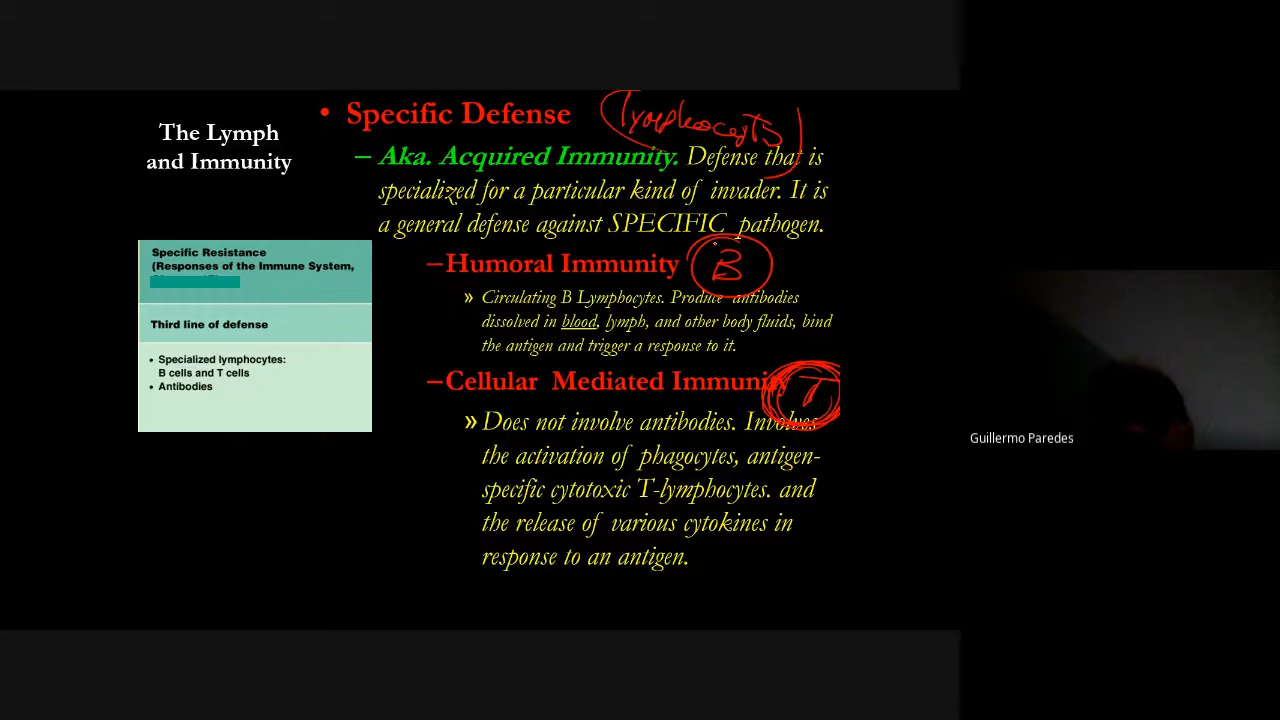 The Lymph
and Immunity
• Specific Defense (lymphocyts)
– Aka. Acquired Immunity. Defense that is
specialized for a particular kind of invader. It is
a general defense against SPECIFIC pathogen.
–Humoral Immunity B
» Circulating B Lymphocytes. Produce antibodies
dissolved in blood, lymph, and other body fluids, bind
the antigen and trigger a response to it.
–Cellular Mediated Immunity T
» Does not involve antibodies. Involves
the activation of phagocytes, antigen-
specific cytotoxic T-lymphocytes. and
the release of various cytokines in
response to an antigen.
Specific Resistance
(Responses of the Immune System,
Third line of defense
• Specialized lymphocytes:
B cells and T cells
• Antibodies
Guillermo Paredes